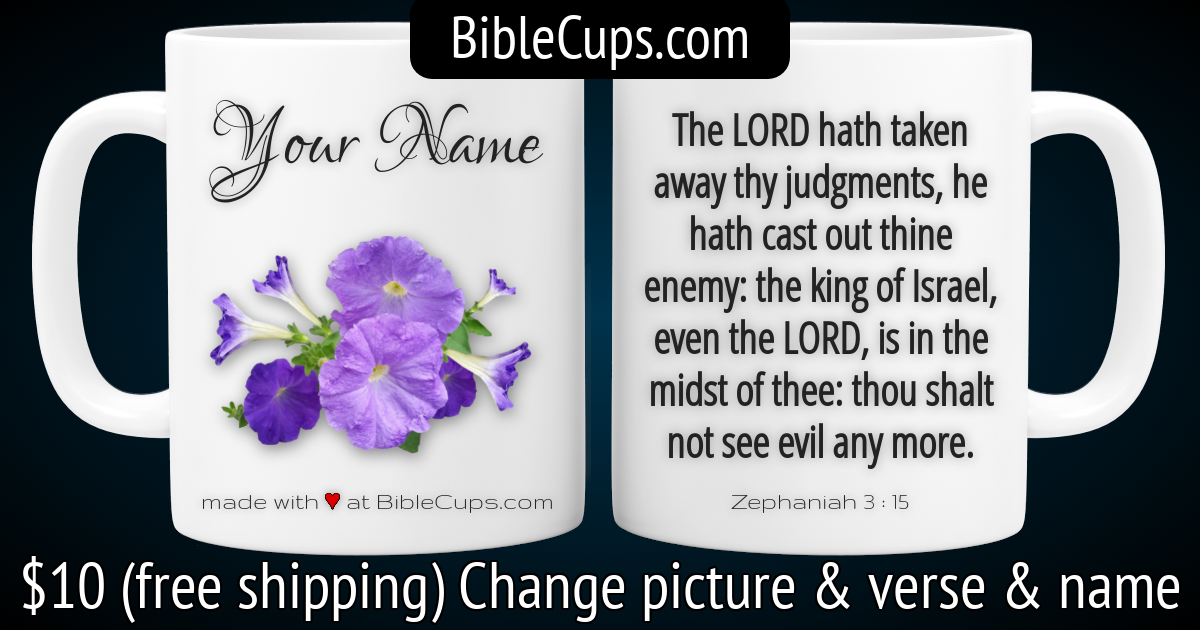 BibleCups.com
Your Name
made with ♥ at BibleCups.com
The LORD hath taken
away thy judgments, he
hath cast out thine
enemy: the king of Israel,
even the LORD, is in the
midst of thee: thou shalt
not see evil any more.
Zephaniah 3 : 15
$10 (free shipping) Change picture & verse & name